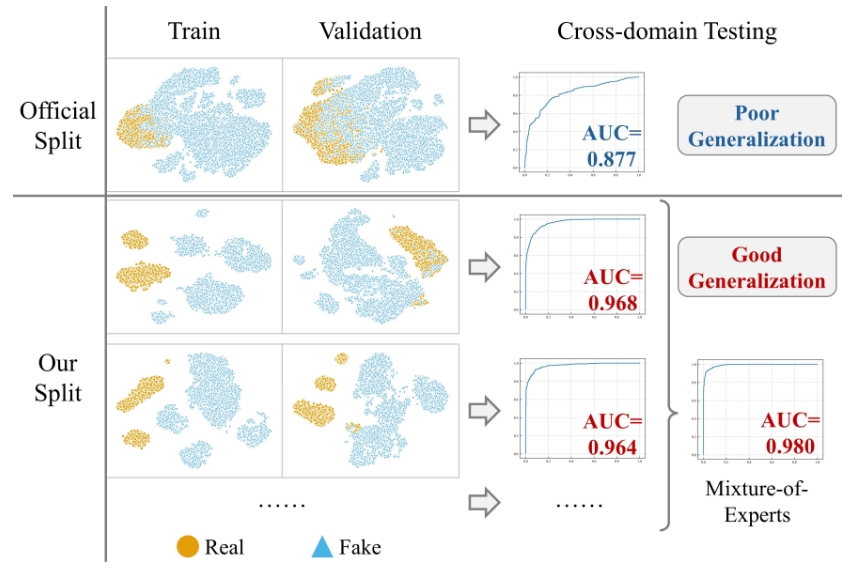 Train
Validation
Cross-domain Testing
Official
Split
AUC=
0.877
Poor
Generalization
AUC=
0.968
Good
Generalization
Our
Split
AUC=
0.964
AUC=
0.980
Mixture-of-
Experts
......
......
Real
Fake